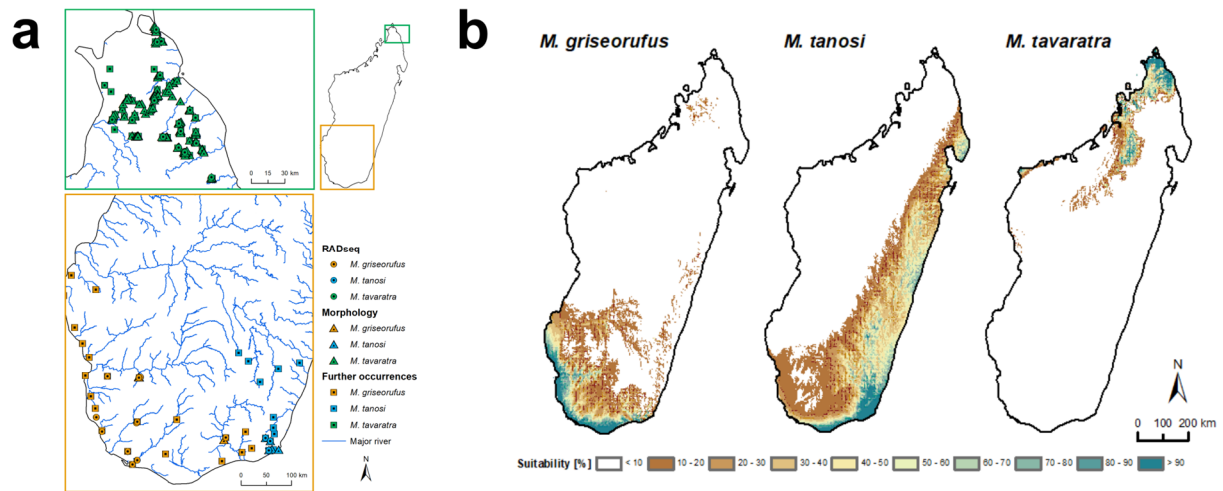 a
0 15 30 km
RADseq
M. griseorufus
M. tanosi
M. tavaratra
Morphology
M. griseorufus
M. tanosi
M. tavaratra
Further occurrences
M. griseorufus
M. tanosi
M. tavaratra
Major river
N
0 50 100 km
b
M. griseorufus M. tanosi M. tavaratra
N
0 100 200 km
Suitability [%] < 10 10 - 20 20 - 30 30 - 40 40 - 50 50 - 60 60 - 70 70 - 80 80 - 90 > 90